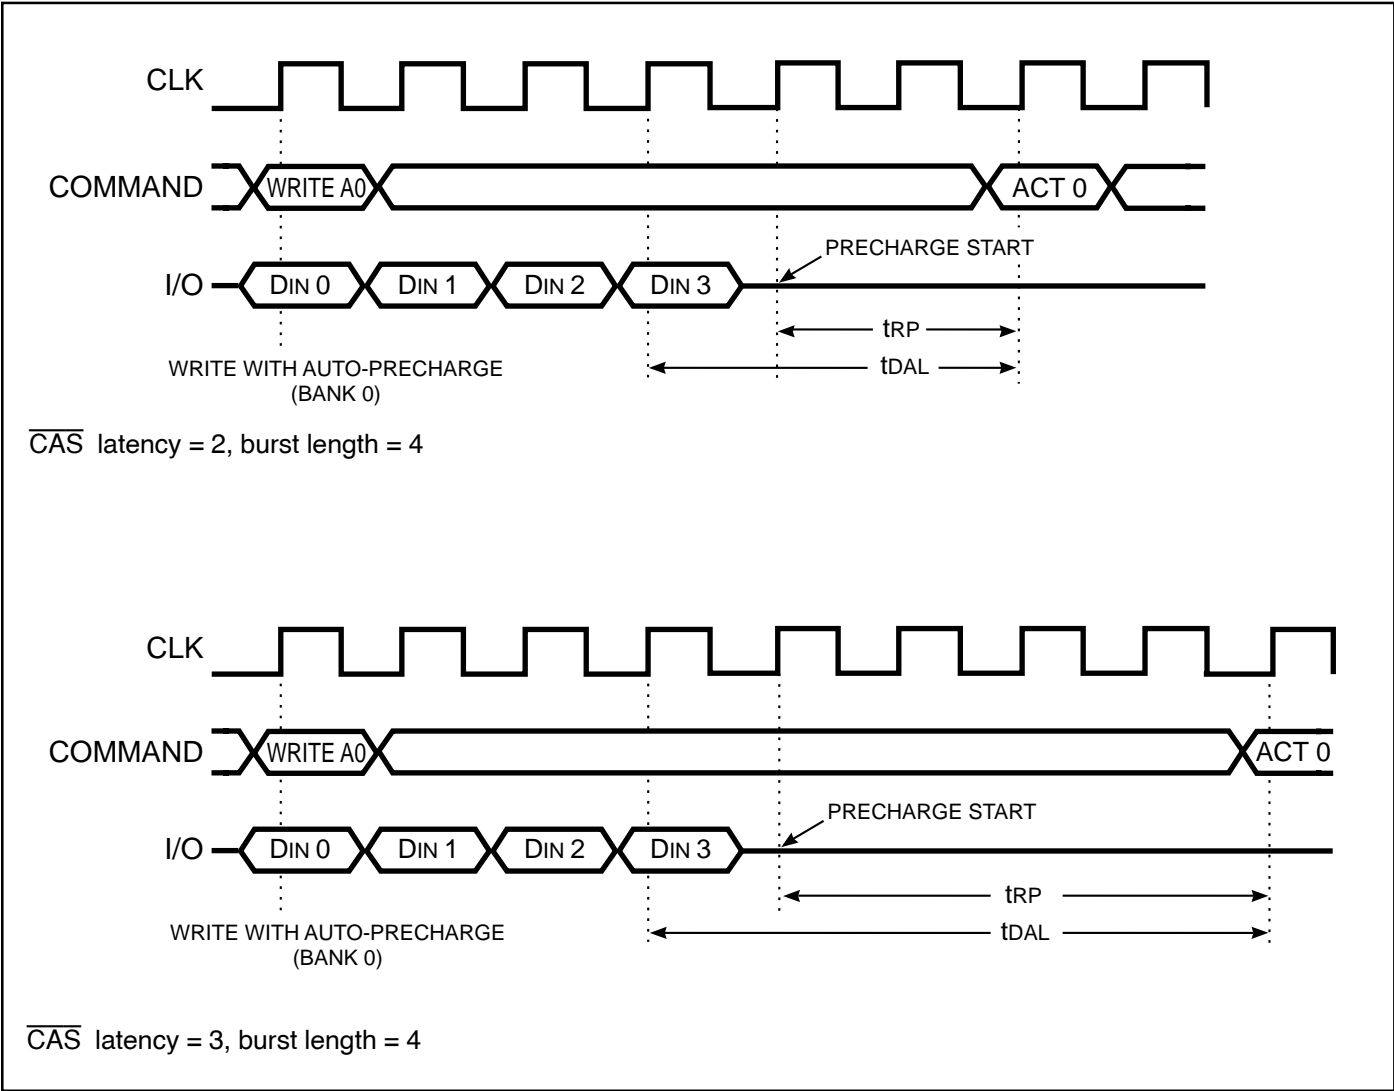 CLK
COMMAND WRITE A0 ACT 0
PRECHARGE START
I/O DIN 0 DIN 1 DIN 2 DIN 3
tRP
WRITE WITH AUTO-PRECHARGE tDAL
(BANK 0)
CAS latency = 2, burst length = 4
CLK
COMMAND WRITE A0 ACT 0
PRECHARGE START
I/O DIN 0 DIN 1 DIN 2 DIN 3
tRP
WRITE WITH AUTO-PRECHARGE tDAL
(BANK 0)
CAS latency = 3, burst length = 4